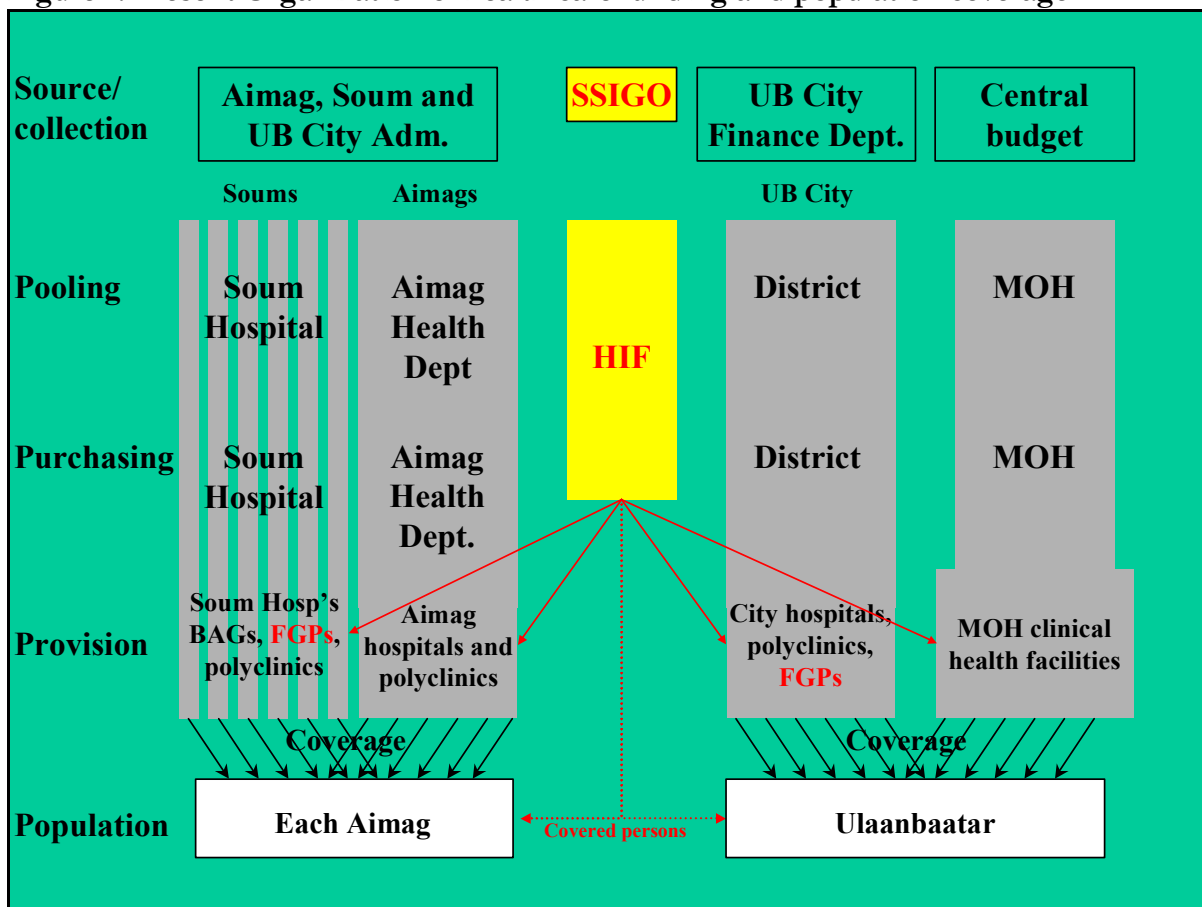 Source/
collection
Aimag, Soum and
UB City Adm.
SSIGO
UB City
Finance Dept.
Central
budget
Soums
Aimags
UB City
Pooling
Soum
Hospital
Aimag
Health
Dept
HIF
District
MOH
Purchasing
Soum
Hospital
Aimag
Health
Dept.
District
MOH
Provision
Soum Hosp's
BAGs, FGPs,
polyclinics
Aimag
hospitals and
polyclinics
City hospitals,
polyclinics,
FGPs
MOH clinical
health facilities
Coverage
Coverage
Population
Each Aimag
Covered persons
Ulaanbaatar